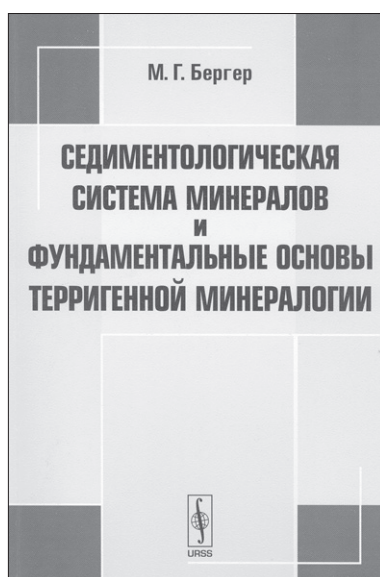 М. Г. Бергер
СЕДИМЕНТОЛОГИЧЕСКАЯ
СИСТЕМА МИНЕРАЛОВ
И
ФУНДАМЕНТАЛЬНЫЕ ОСНОВЫ
ТЕРРИГЕННОЙ МИНЕРАЛОГИИ
URSS